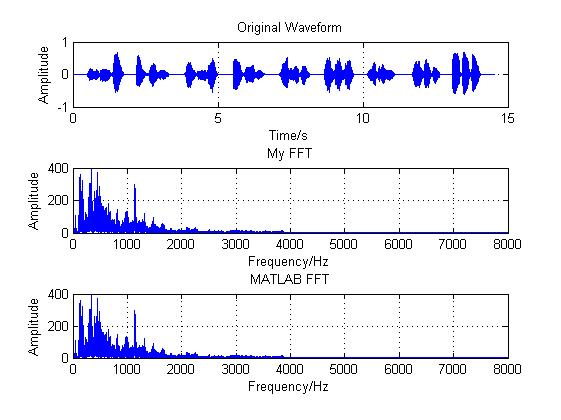 Original Waveform
Amplitude
1
0
-1
0 5 10 15
Time/s
My FFT
Amplitude
400
200
0
0 1000 2000 3000 4000 5000 6000 7000 8000
Frequency/Hz
MATLAB FFT
Amplitude
400
200
0
0 1000 2000 3000 4000 5000 6000 7000 8000
Frequency/Hz